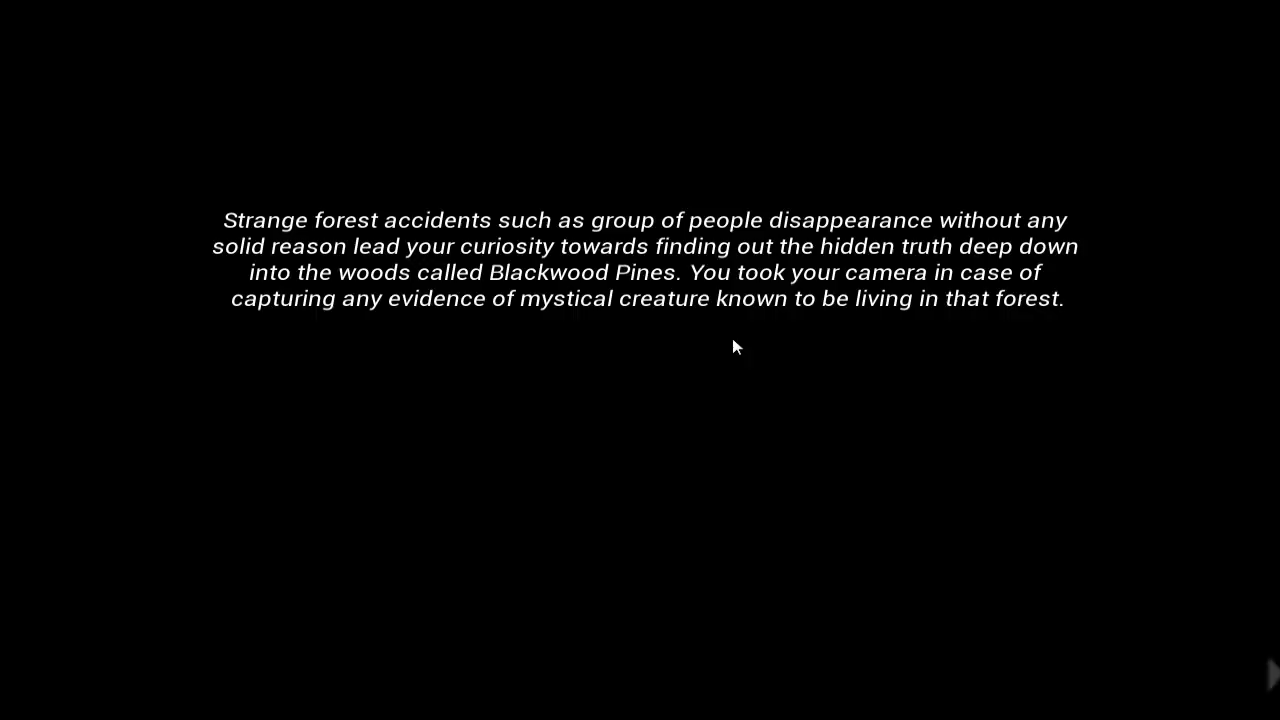 Strange forest accidents such as group of people disappearance without any
solid reason lead your curiosity towards finding out the hidden truth deep down
into the woods called Blackwood Pines. You took your camera in case of
capturing any evidence of mystical creature known to be living in that forest.